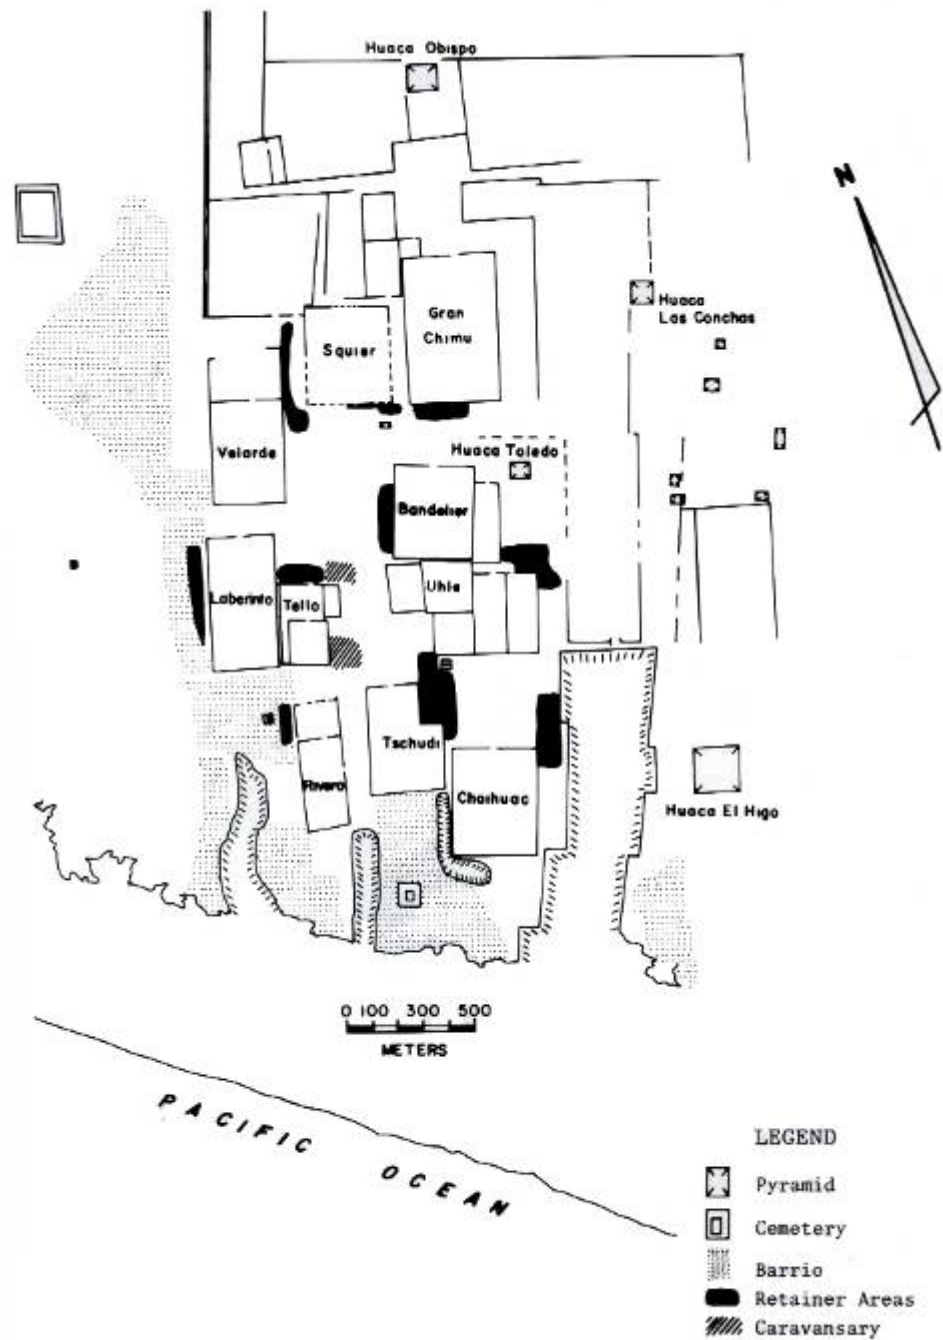 Huaca Obispo
N
Huaca
Las Conchas
Gran
Chimu
Squier
Velarde
Huaca Toledo
Bandelier
Uhle
Laberinto
Tello
Tschudi
Rivero
Chaihuac
Huaca El Higo
0 100 300 500
METERS
PACIFIC OCEAN
LEGEND
Pyramid
Cemetery
Barrio
Retainer Areas
Caravansary